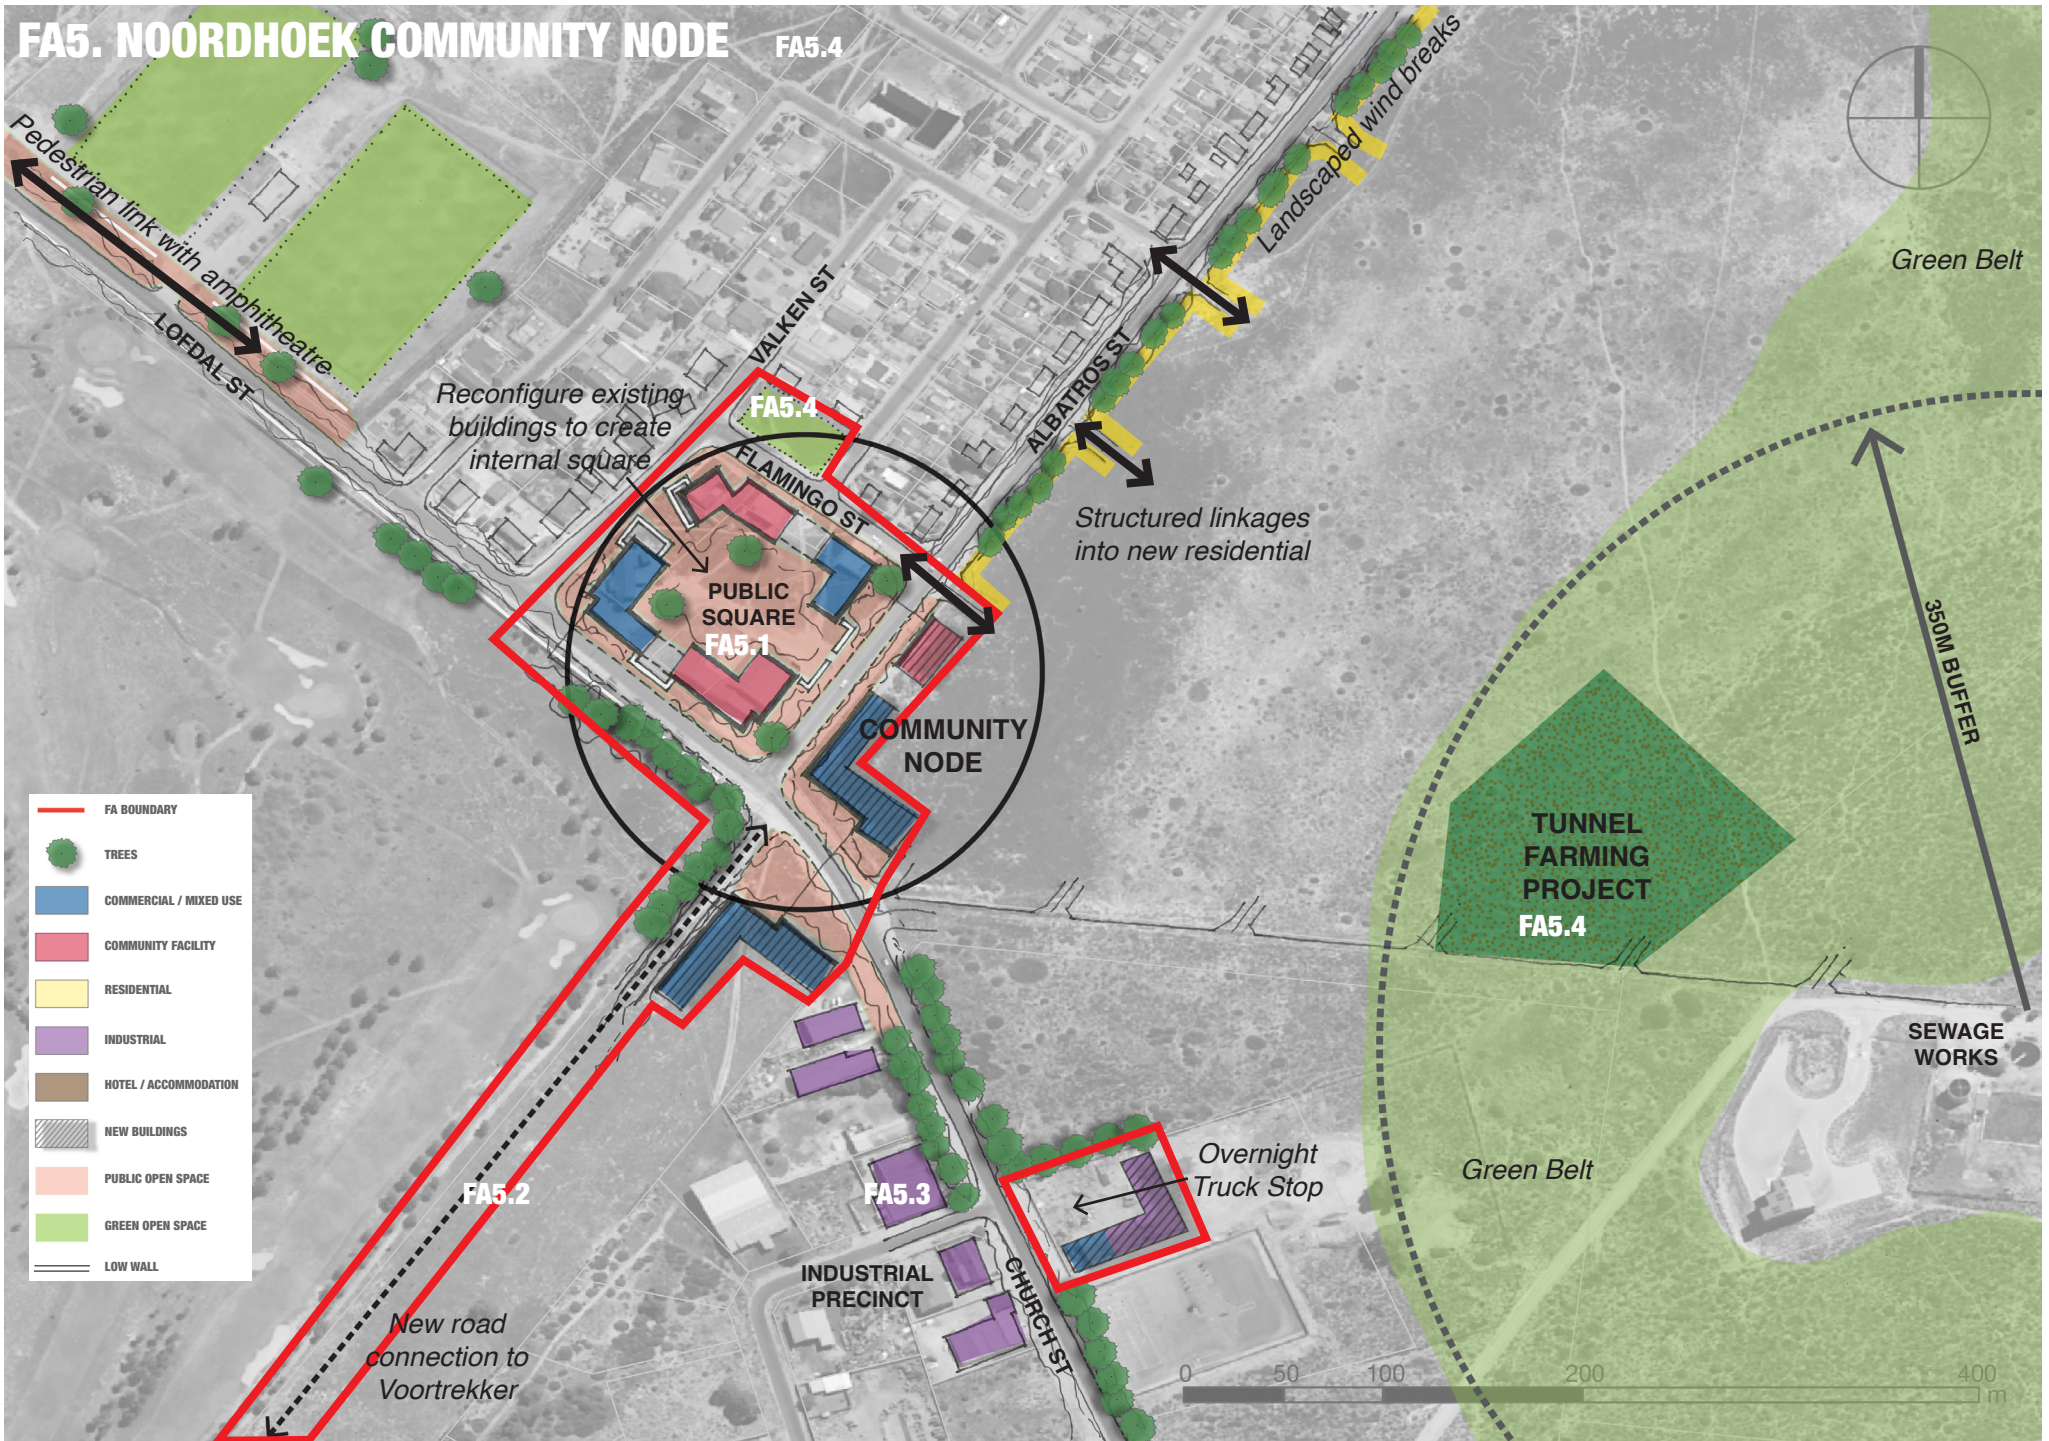 FA5. NOORDHOEK COMMUNITY NODE FA5.4
Pedestrian link with amphitheatre
LOFDAL ST
Landscaped wind breaks
Green Belt
VALKEN ST
ALBATROS ST
Reconfigure existing
buildings to create
internal square
FA5.4
FLAMINGO ST
Structured linkages
into new residential
PUBLIC
SQUARE
FA5.1
350M BUFFER
COMMUNITY
NODE
TUNNEL
FARMING
PROJECT
FA5.4
SEWAGE
WORKS
FA BOUNDARY
TREES
COMMERCIAL / MIXED USE
COMMUNITY FACILITY
RESIDENTIAL
INDUSTRIAL
HOTEL / ACCOMMODATION
NEW BUILDINGS
PUBLIC OPEN SPACE
GREEN OPEN SPACE
LOW WALL
FA5.2
FA5.3
Overnight
Truck Stop
Green Belt
INDUSTRIAL
PRECINCT
CHURCH ST
New road
connection to
Voortrekker
0 50 100 200 400
m